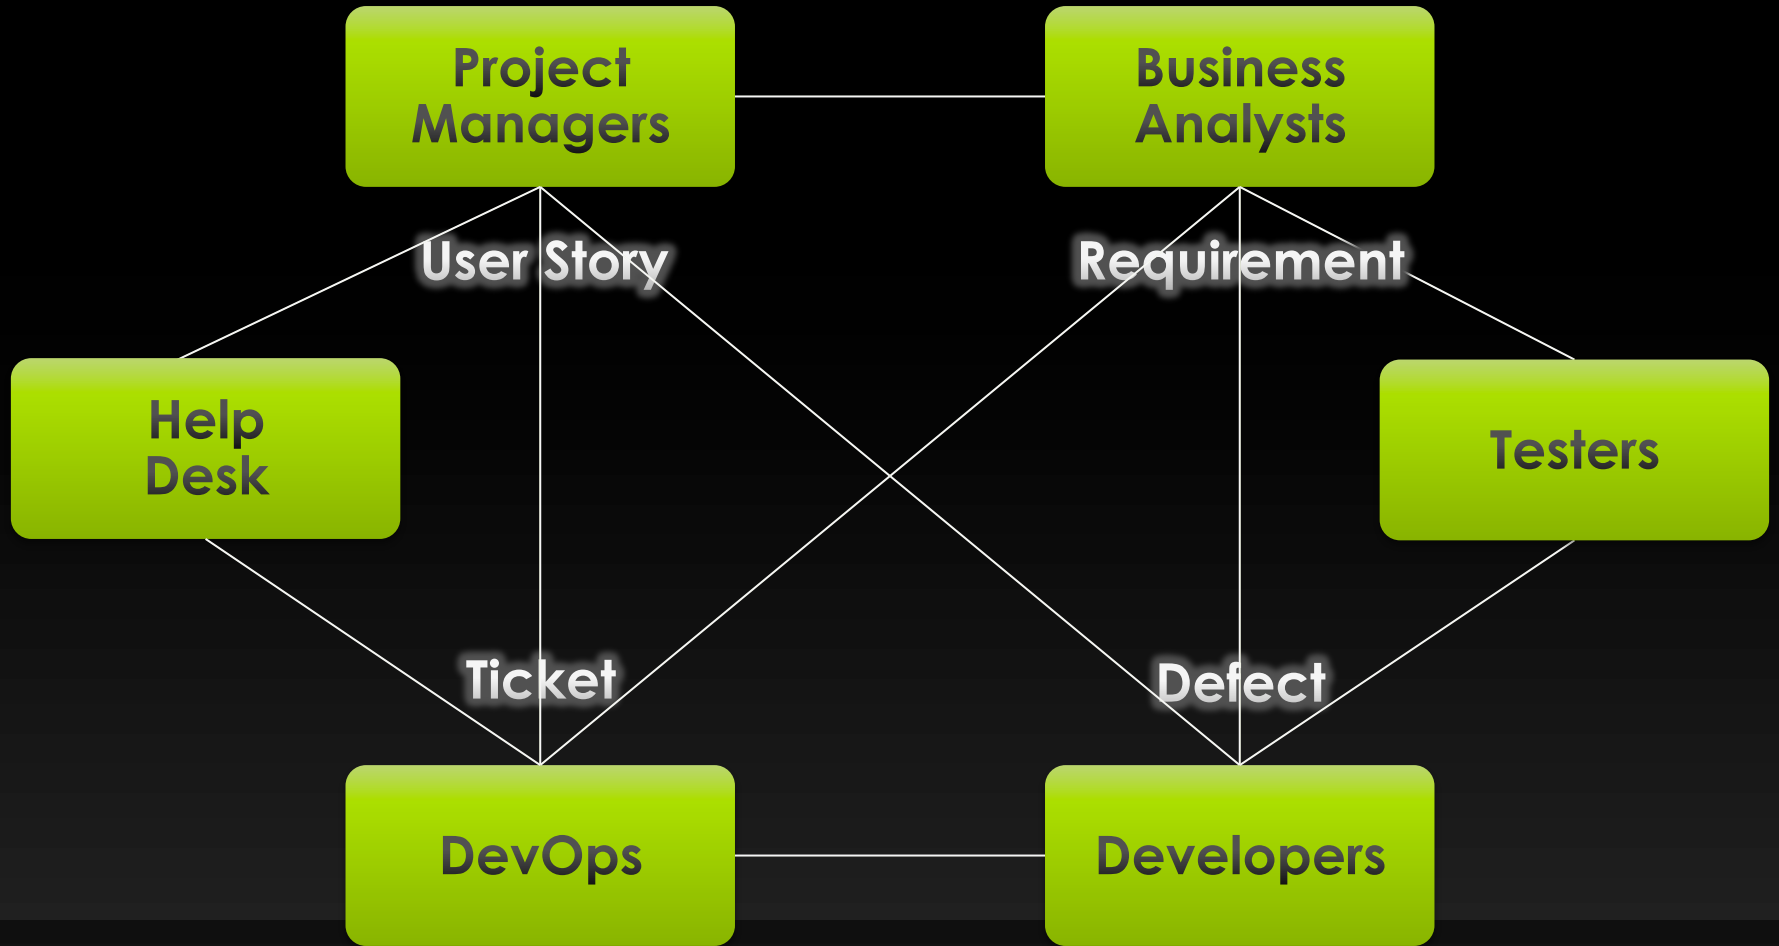 Project
Managers
Business
Analysts
User Story
Requirement
Help
Desk
Testers
Ticket
Defect
DevOps
Developers